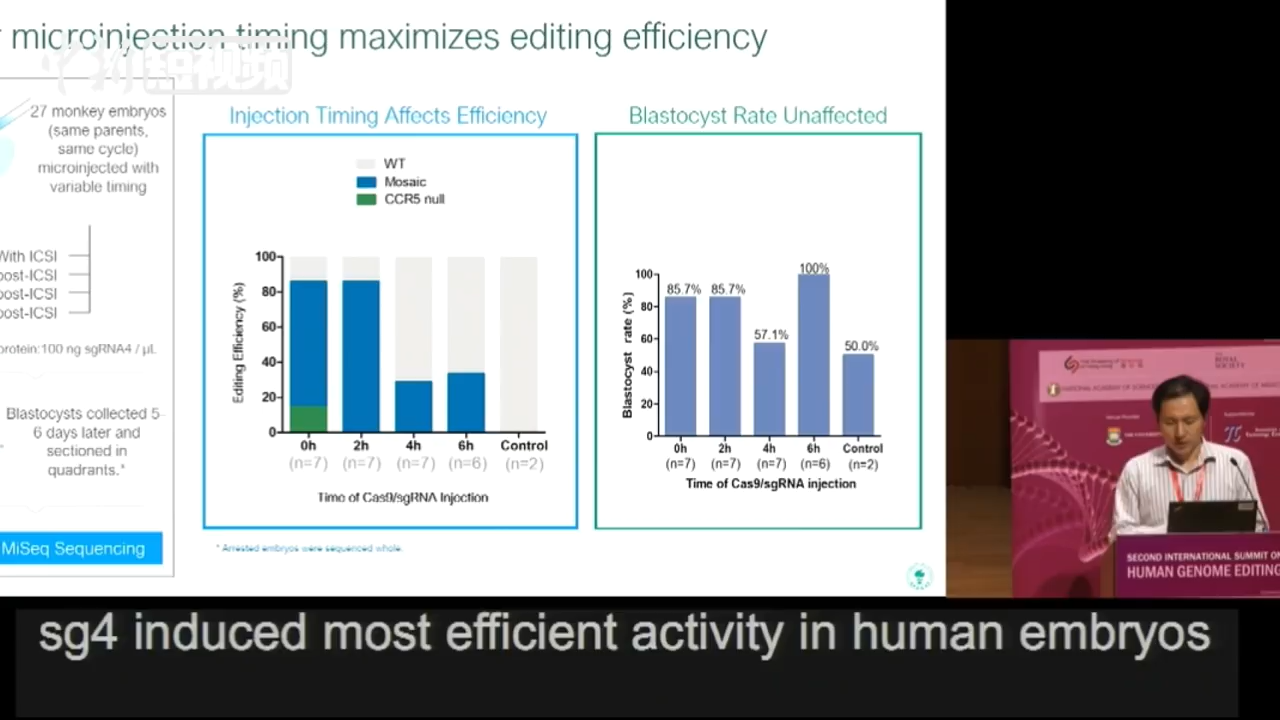 microinjection timing maximizes editing efficiency
短视频
27 monkey embryos
(same parents,
same cycle)
microinjected with
variable timing
With ICSI
post-ICSI
post-ICSI
post-ICSI
protein:100 ng sgRNA4 / µL
Blastocysts collected 5-
6 days later and
sectioned in
quadrants.*
MiSeq Sequencing
Injection Timing Affects Efficiency
WT
Mosaic
CCR5 null
Editing Efficiency (%)
100
80
60
40
20
0
0h 2h 4h 6h Control
(n=7) (n=7) (n=7) (n=6) (n=2)
Time of Cas9/sgRNA Injection
* Arrested embryos were sequenced whole.
Blastocyst Rate Unaffected
Blastocyst rate (%)
100
80
60
40
20
0
85.7% 85.7% 57.1% 100% 50.0%
0h 2h 4h 6h Control
(n=7) (n=7) (n=7) (n=6) (n=2)
Time of Cas9/sgRNA injection
ROYAL
SOCIETY
SECOND INTERNATIONAL SUMMIT ON
HUMAN GENOME EDITING
sg4 induced most efficient activity in human embryos